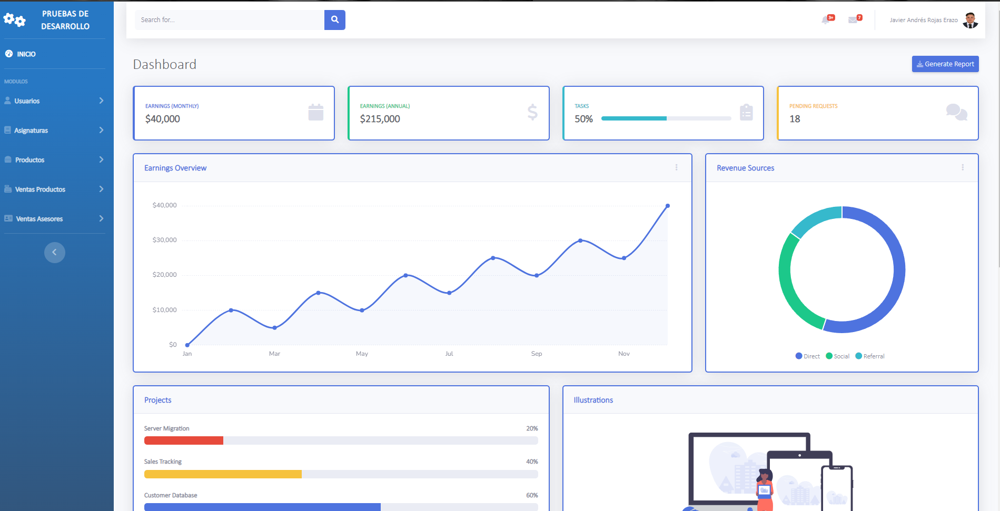 PRUEBAS DE
DESARROLLO
INICIO
MODULOS
Usuarios
Asignaturas
Productos
Ventas Productos
Ventas Asesores
Search for...
3+
7
Javier Andrés Rojas Erazo
Dashboard
Generate Report
EARNINGS (MONTHLY)
$40,000
EARNINGS (ANNUAL)
$215,000
TASKS
50%
PENDING REQUESTS
18
Earnings Overview
$40,000
$30,000
$20,000
$10,000
$0
Jan Mar May Jul Sep Nov
Revenue Sources
Direct Social Referral
Projects
Server Migration 20%
Sales Tracking 40%
Customer Database 60%
Illustrations